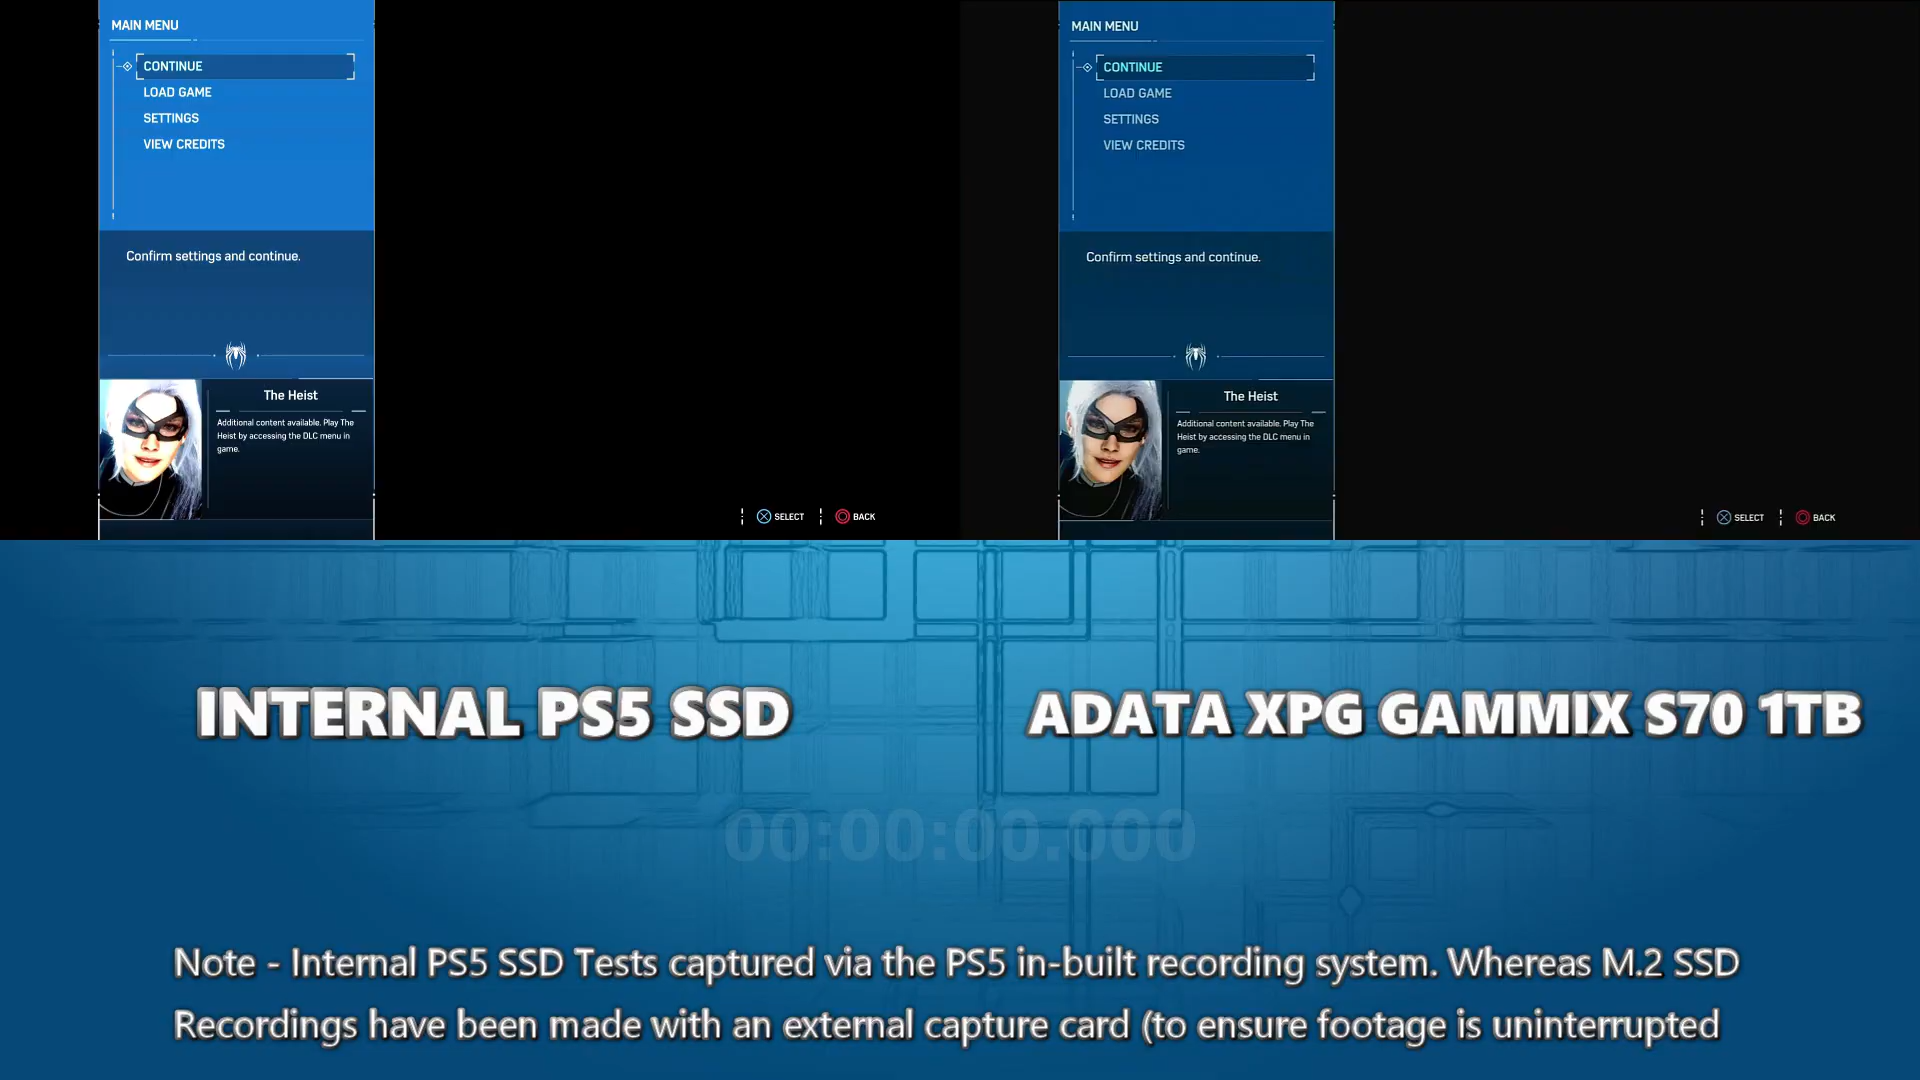 MAIN MENU
CONTINUE
LOAD GAME
SETTINGS
VIEW CREDITS
Confirm settings and continue.
The Heist
Additional content available. Play The
Heist by accessing the DLC menu in
game.
SELECT
BACK
MAIN MENU
CONTINUE
LOAD GAME
SETTINGS
VIEW CREDITS
Confirm settings and continue.
The Heist
Additional content available. Play The
Heist by accessing the DLC menu in
game.
SELECT
BACK
INTERNAL PS5 SSD
ADATA XPG GAMMIX S70 1TB
00:00:00.000
Note - Internal PS5 SSD Tests captured via the PS5 in-built recording system. Whereas M.2 SSD
Recordings have been made with an external capture card (to ensure footage is uninterrupted